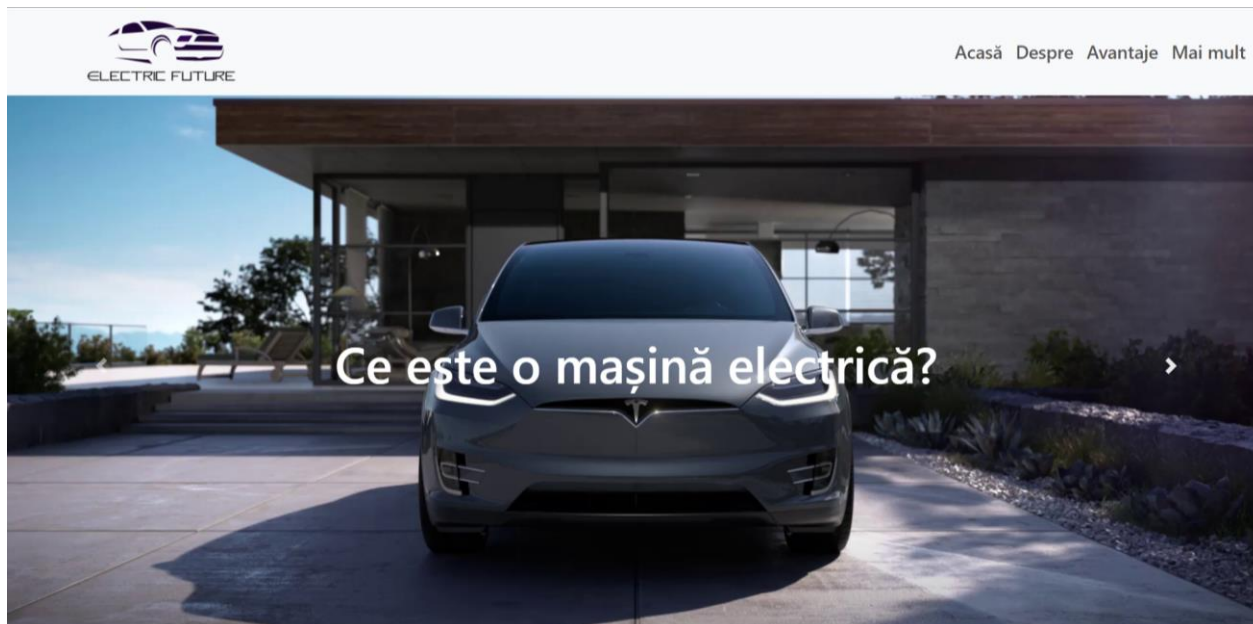 ELECTRIC FUTURE
Acasă Despre Avantaje Mai mult
Ce este o mașină electrică?